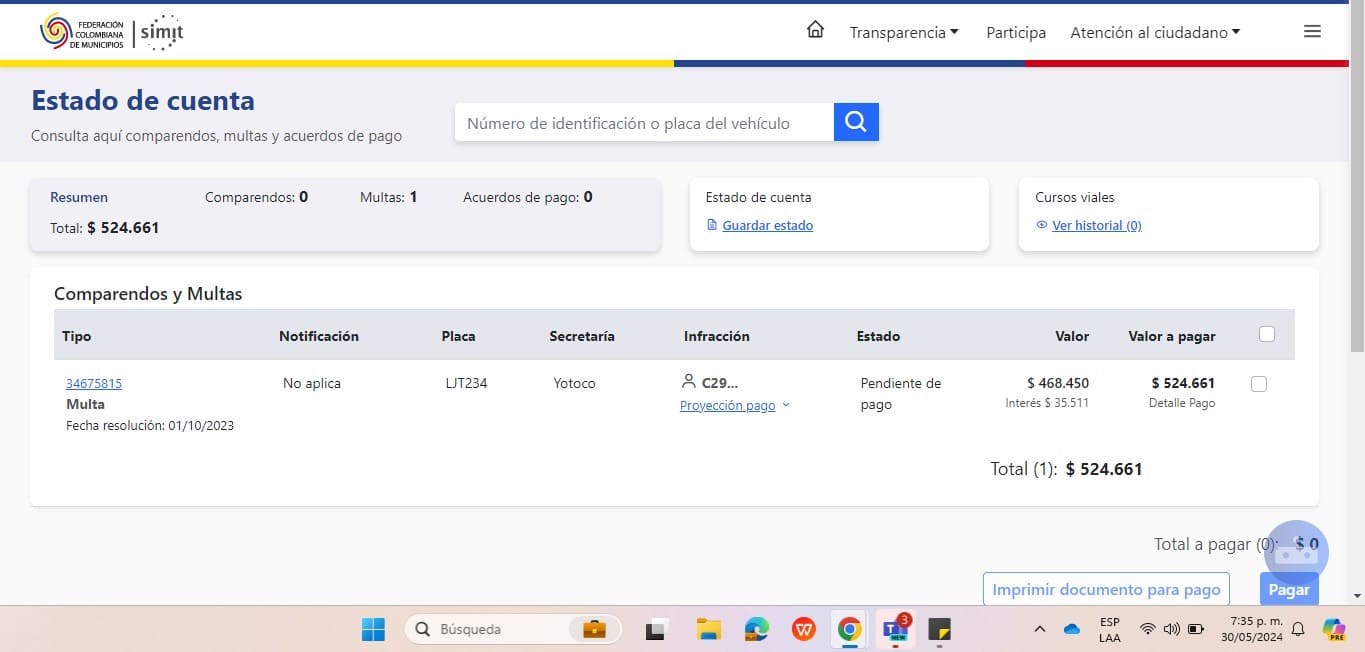 FEDERACIÓN
COLOMBIANA
DE MUNICIPIOS
simit
Transparencia
Participa
Atención al ciudadano
Estado de cuenta
Consulta aquí comparendos, multas y acuerdos de pago
Número de identificación o placa del vehículo
Resumen Comparendos: 0 Multas: 1 Acuerdos de pago: 0
Total: $ 524.661
Estado de cuenta
Guardar estado
Cursos viales
Ver historial (0)
Comparendos y Multas
Tipo Notificación Placa Secretaría Infracción Estado Valor Valor a pagar
34675815 No aplica LJT234 Yotoco C29... Pendiente de $ 468.450 $ 524.661
Multa Proyección pago pago Interés $ 35.511 Detalle Pago
Fecha resolución: 01/10/2023
Total (1): $ 524.661
Total a pagar (0): $ 0
Imprimir documento para pago
Pagar
Búsqueda
3
NEW
ESP
LAA
7:35 p. m.
30/05/2024
PRE